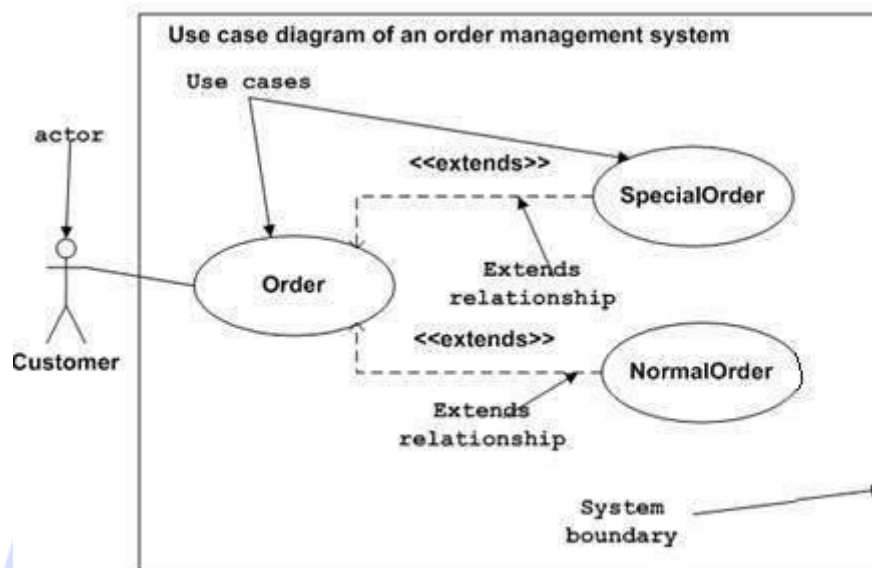 Use case diagram of an order management system
Use cases
actor
<<extends>>
SpecialOrder
Order
Extends
relationship
<<extends>>
Customer
NormalOrder
Extends
relationship
System
boundary